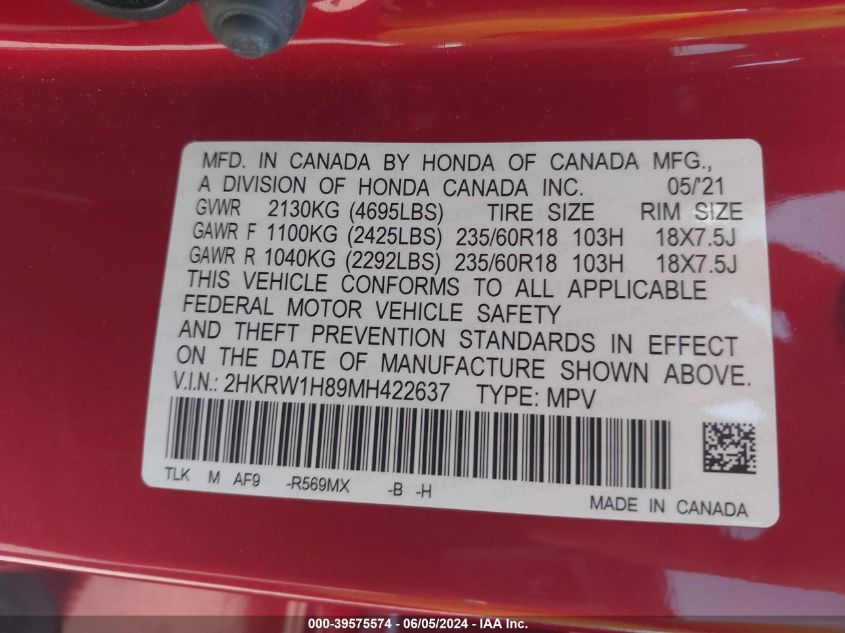 MFD. IN CANADA BY HONDA OF CANADA MFG.,
A DIVISION OF HONDA CANADA INC. 05/'21
GVWR 2130KG (4695LBS) TIRE SIZE RIM SIZE
GAWR F 1100KG (2425LBS) 235/60R18 103H 18X7.5J
GAWR R 1040KG (2292LBS) 235/60R18 103H 18X7.5J
THIS VEHICLE CONFORMS TO ALL APPLICABLE
FEDERAL MOTOR VEHICLE SAFETY
AND THEFT PREVENTION STANDARDS IN EFFECT
ON THE DATE OF MANUFACTURE SHOWN ABOVE.
V.I.N.: 2HKRW1H89MH422637 TYPE: MPV
TLK M AF9 -R569MX -B -H
MADE IN CANADA
000-39575574 - 06/05/2024 - IAA Inc.